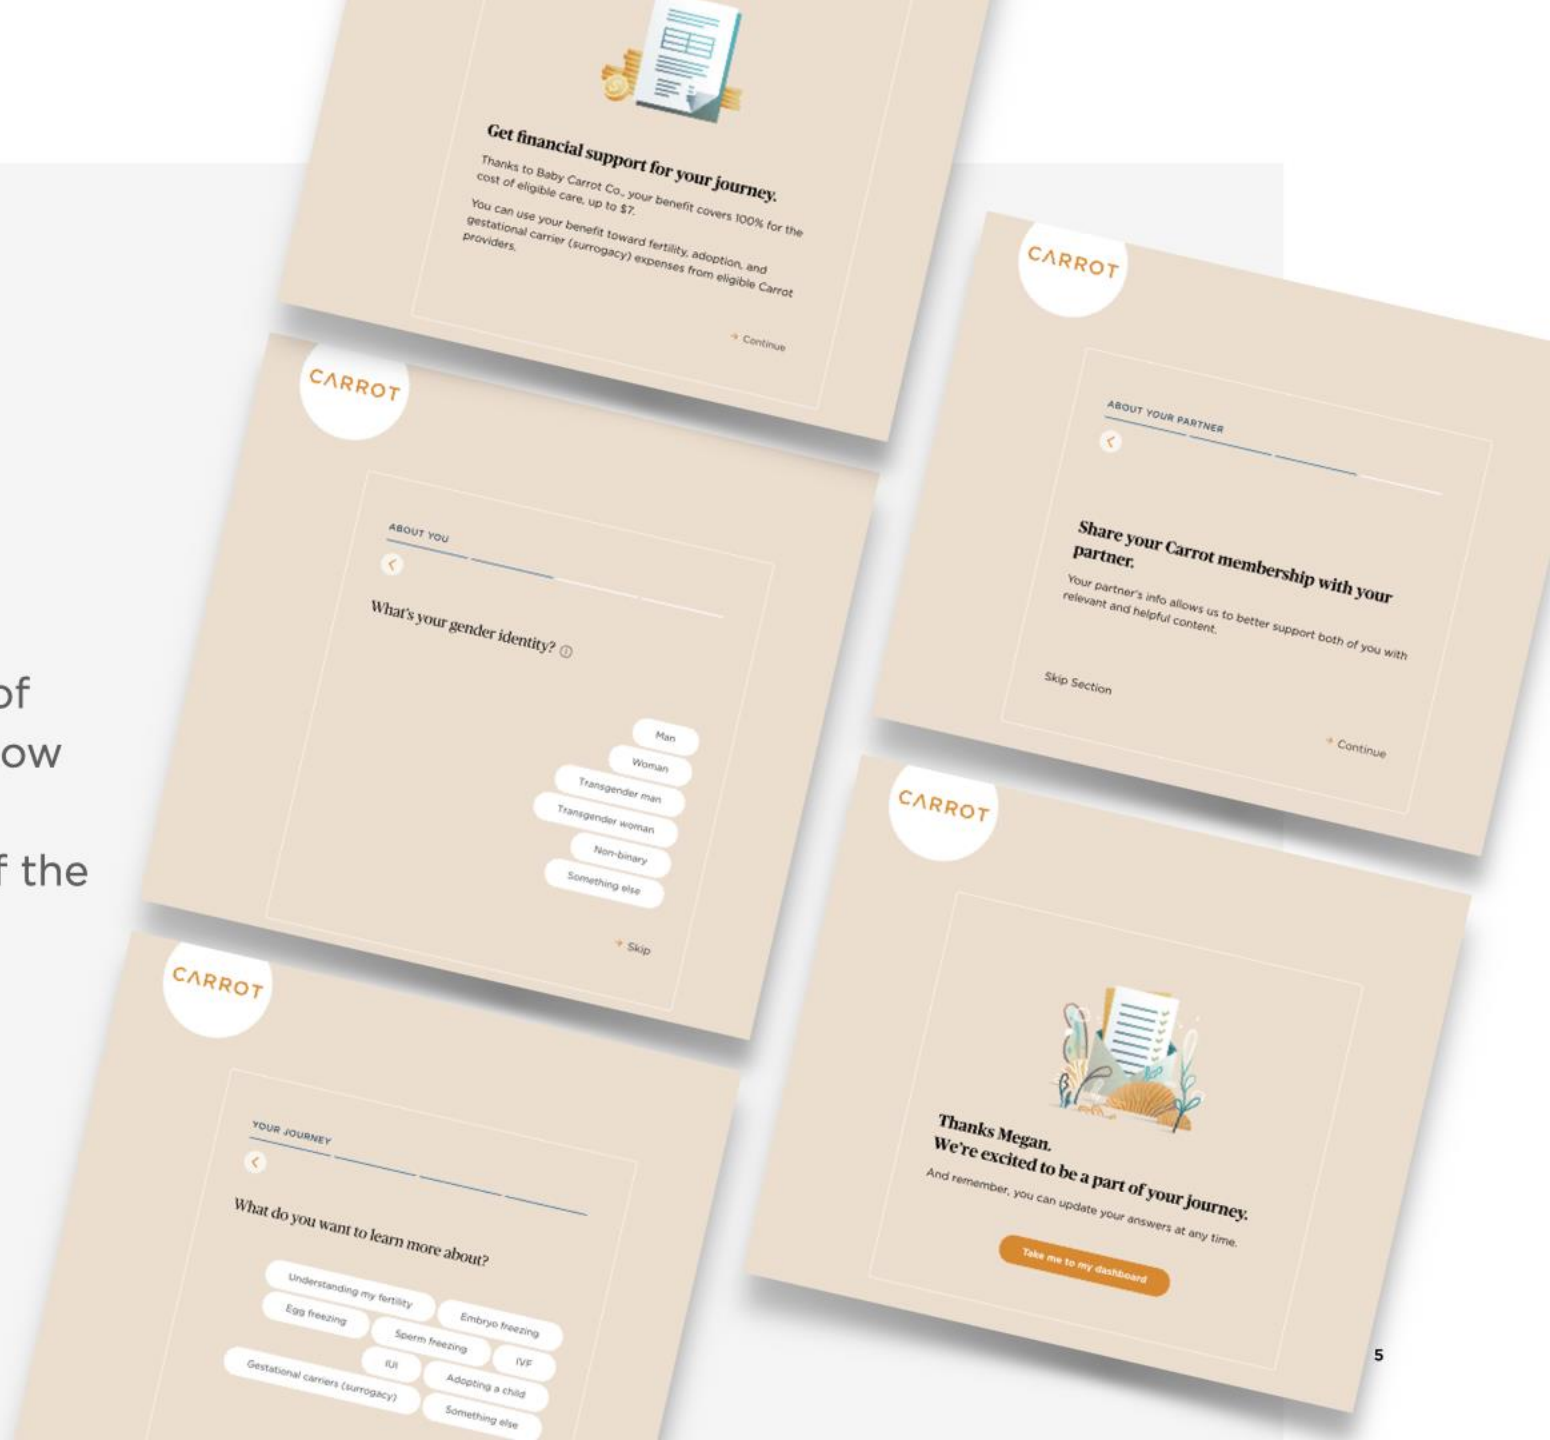 of
ow
f the
Get financial support for your journey.
Thanks to Baby Carrot Co., your benefit covers 100% for the
cost of eligible care, up to $7.
You can use your benefit toward fertility, adoption, and
gestational carrier (surrogacy) expenses from eligible Carrot
providers.
Continue
CARROT
ABOUT YOU
What's your gender identity?
Man
Woman
Transgender man
Transgender woman
Non-binary
Something else
Skip
CARROT
YOUR JOURNEY
What do you want to learn more about?
Understanding my fertility
Embryo freezing
Egg freezing
Sperm freezing
IVF
IUI
Adopting a child
Gestational carriers (surrogacy)
Something else
CARROT
ABOUT YOUR PARTNER
Share your Carrot membership with your
partner.
Your partner's info allows us to better support both of you with
relevant and helpful content.
Skip Section
Continue
CARROT
Thanks Megan.
We're excited to be a part of your journey.
And remember, you can update your answers at any time.
Take me to my dashboard
5